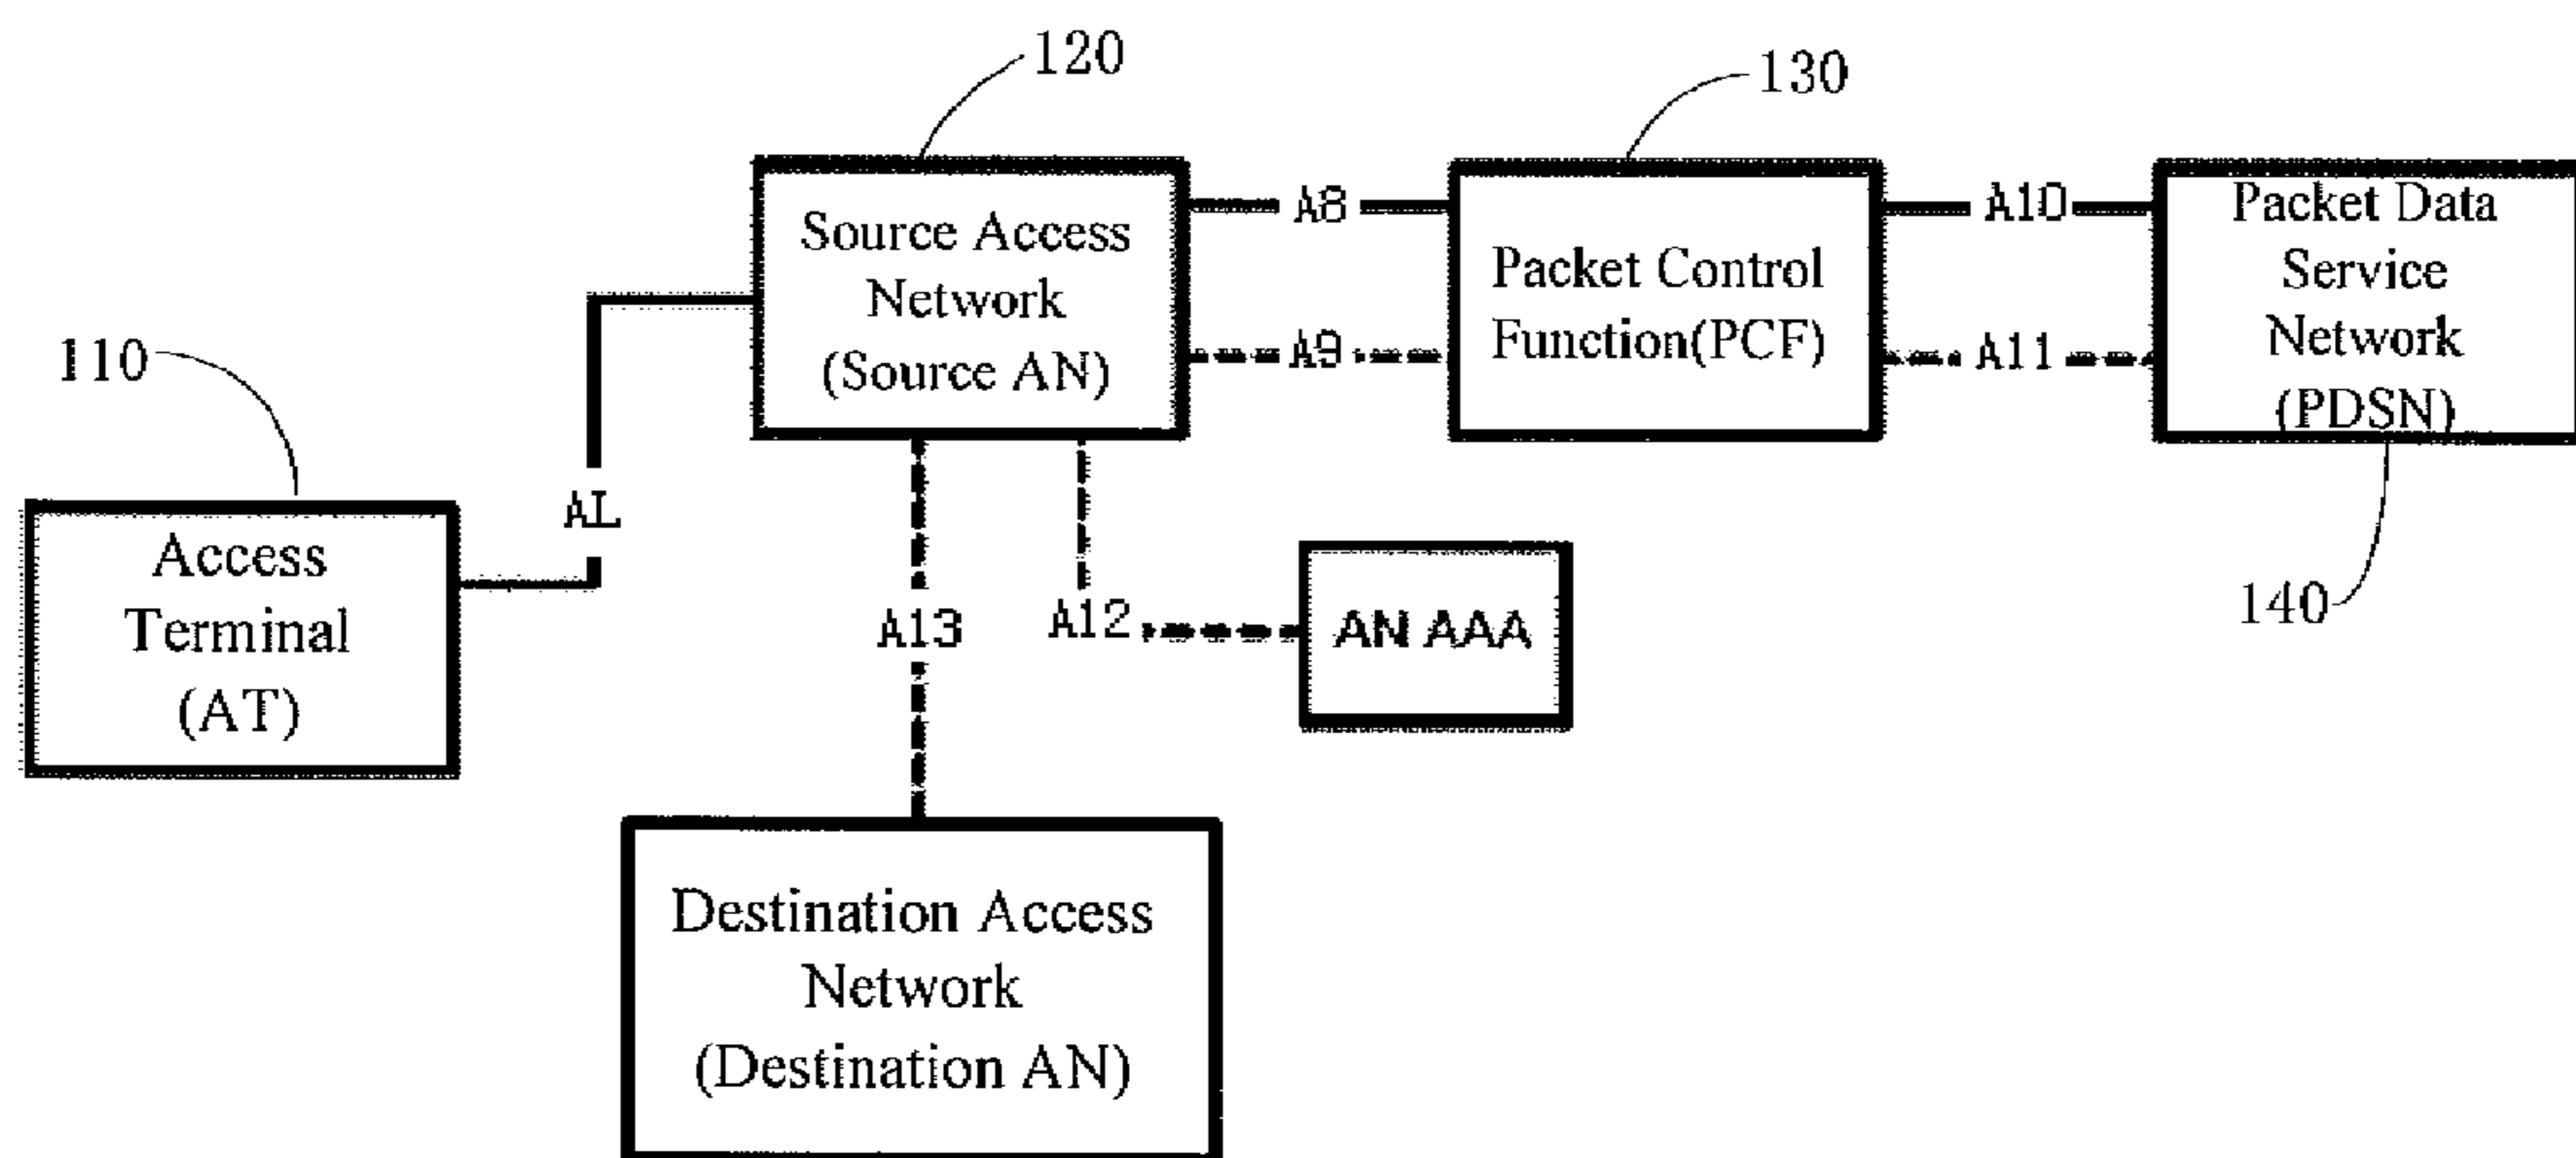 120
130
Source Access
Network
(Source AN)
A8
A9
Packet Control
Function(PCF)
A10
A11
Packet Data
Service
Network
(PDSN)
110
AL
Access
Terminal
(AT)
A13
A12
AN AAA
140
Destination Access
Network
(Destination AN)